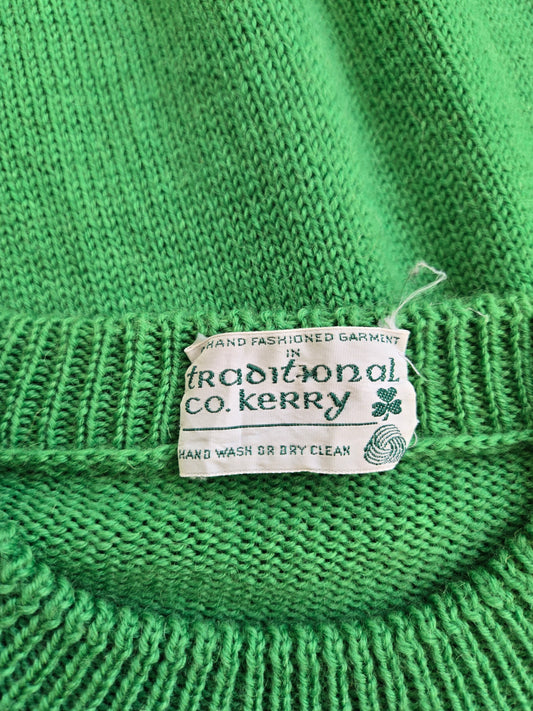 HAND FASHIONED GARMENT
IN
traditional
co. kerry
HAND WASH OR DRY CLEAN